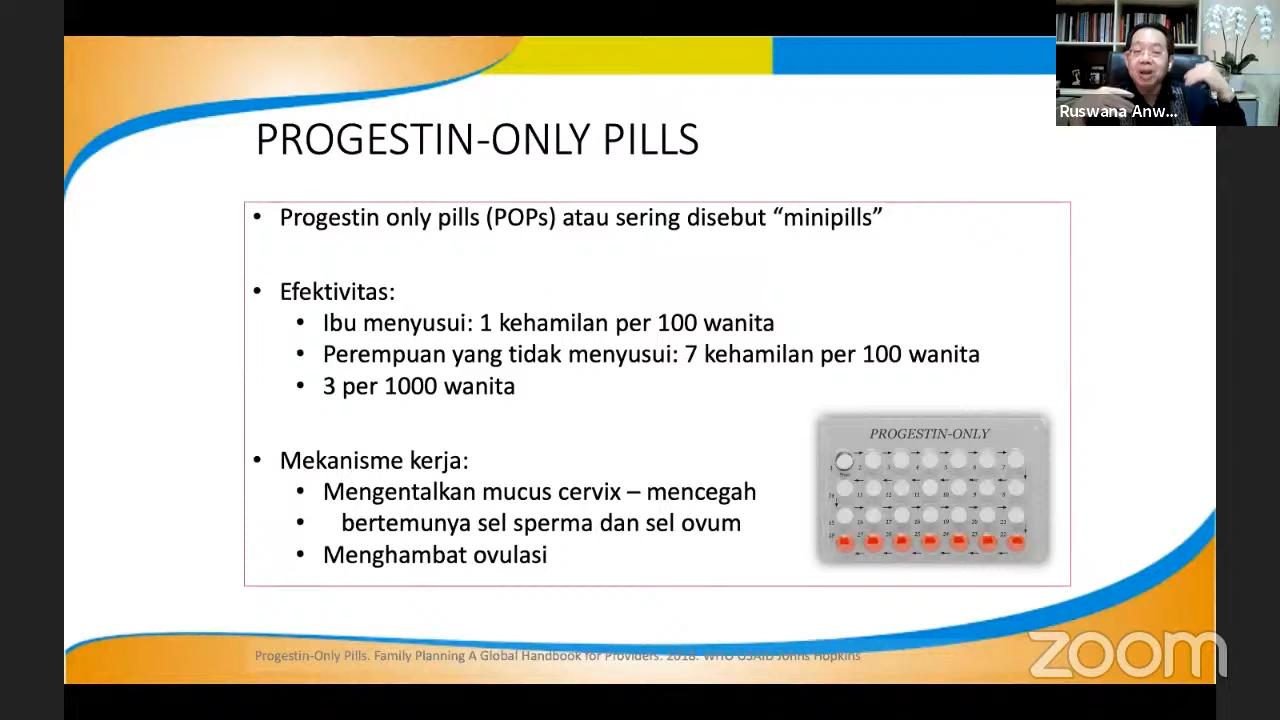 Ruswana Anw...
PROGESTIN-ONLY PILLS
• Progestin only pills (POPs) atau sering disebut “minipills”
• Efektivitas:
• Ibu menyusui: 1 kehamilan per 100 wanita
• Perempuan yang tidak menyusui: 7 kehamilan per 100 wanita
• 3 per 1000 wanita
• Mekanisme kerja:
• Mengentalkan mucus cervix – mencegah
• bertemunya sel sperma dan sel ovum
• Menghambat ovulasi
PROGESTIN-ONLY
Progestin-Only Pills. Family Planning A Global Handbook for Providers. 2018. WHO USAID Johns Hopkins
zoom